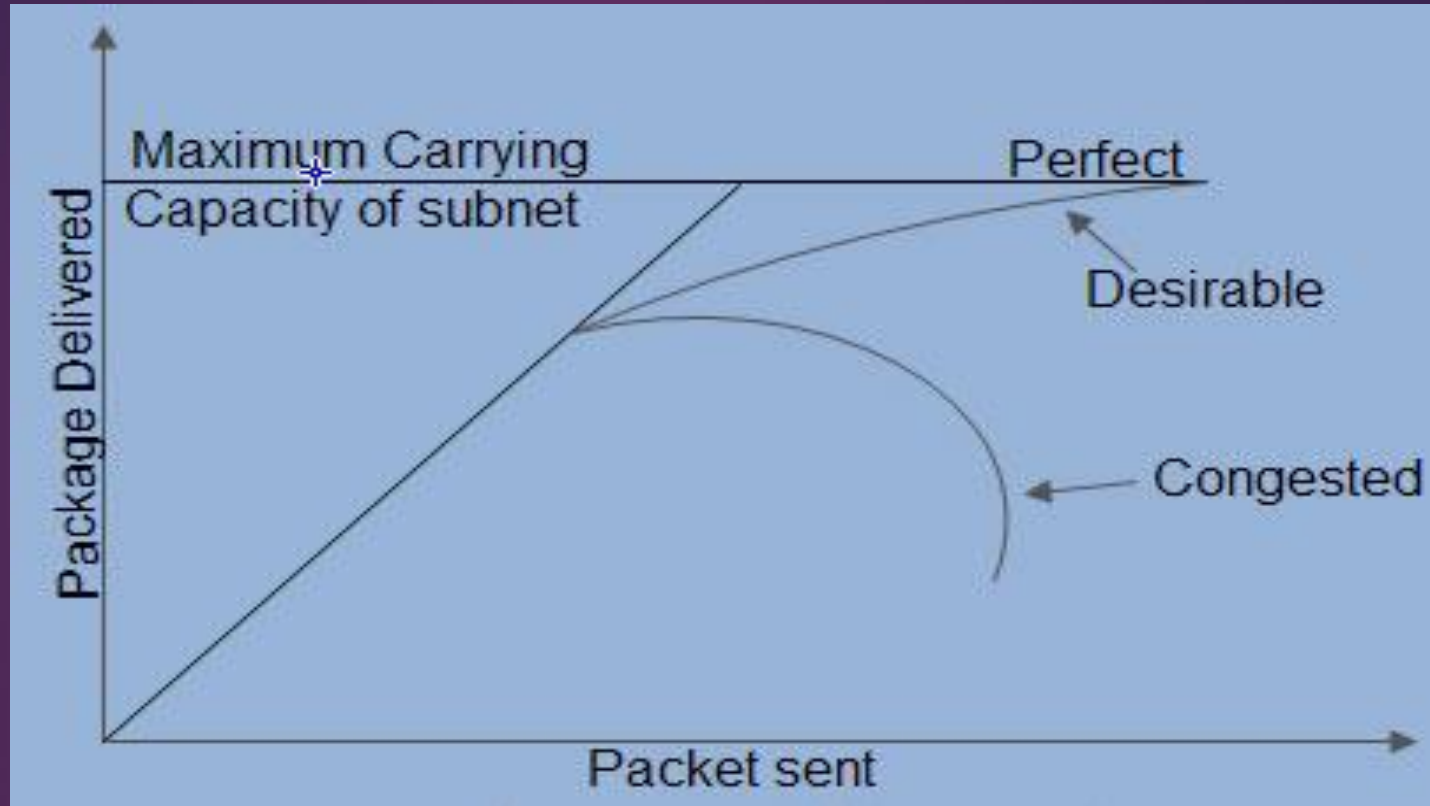 Maximum Carrying
Capacity of subnet
Perfect
Desirable
Congested
Package Delivered
Packet sent